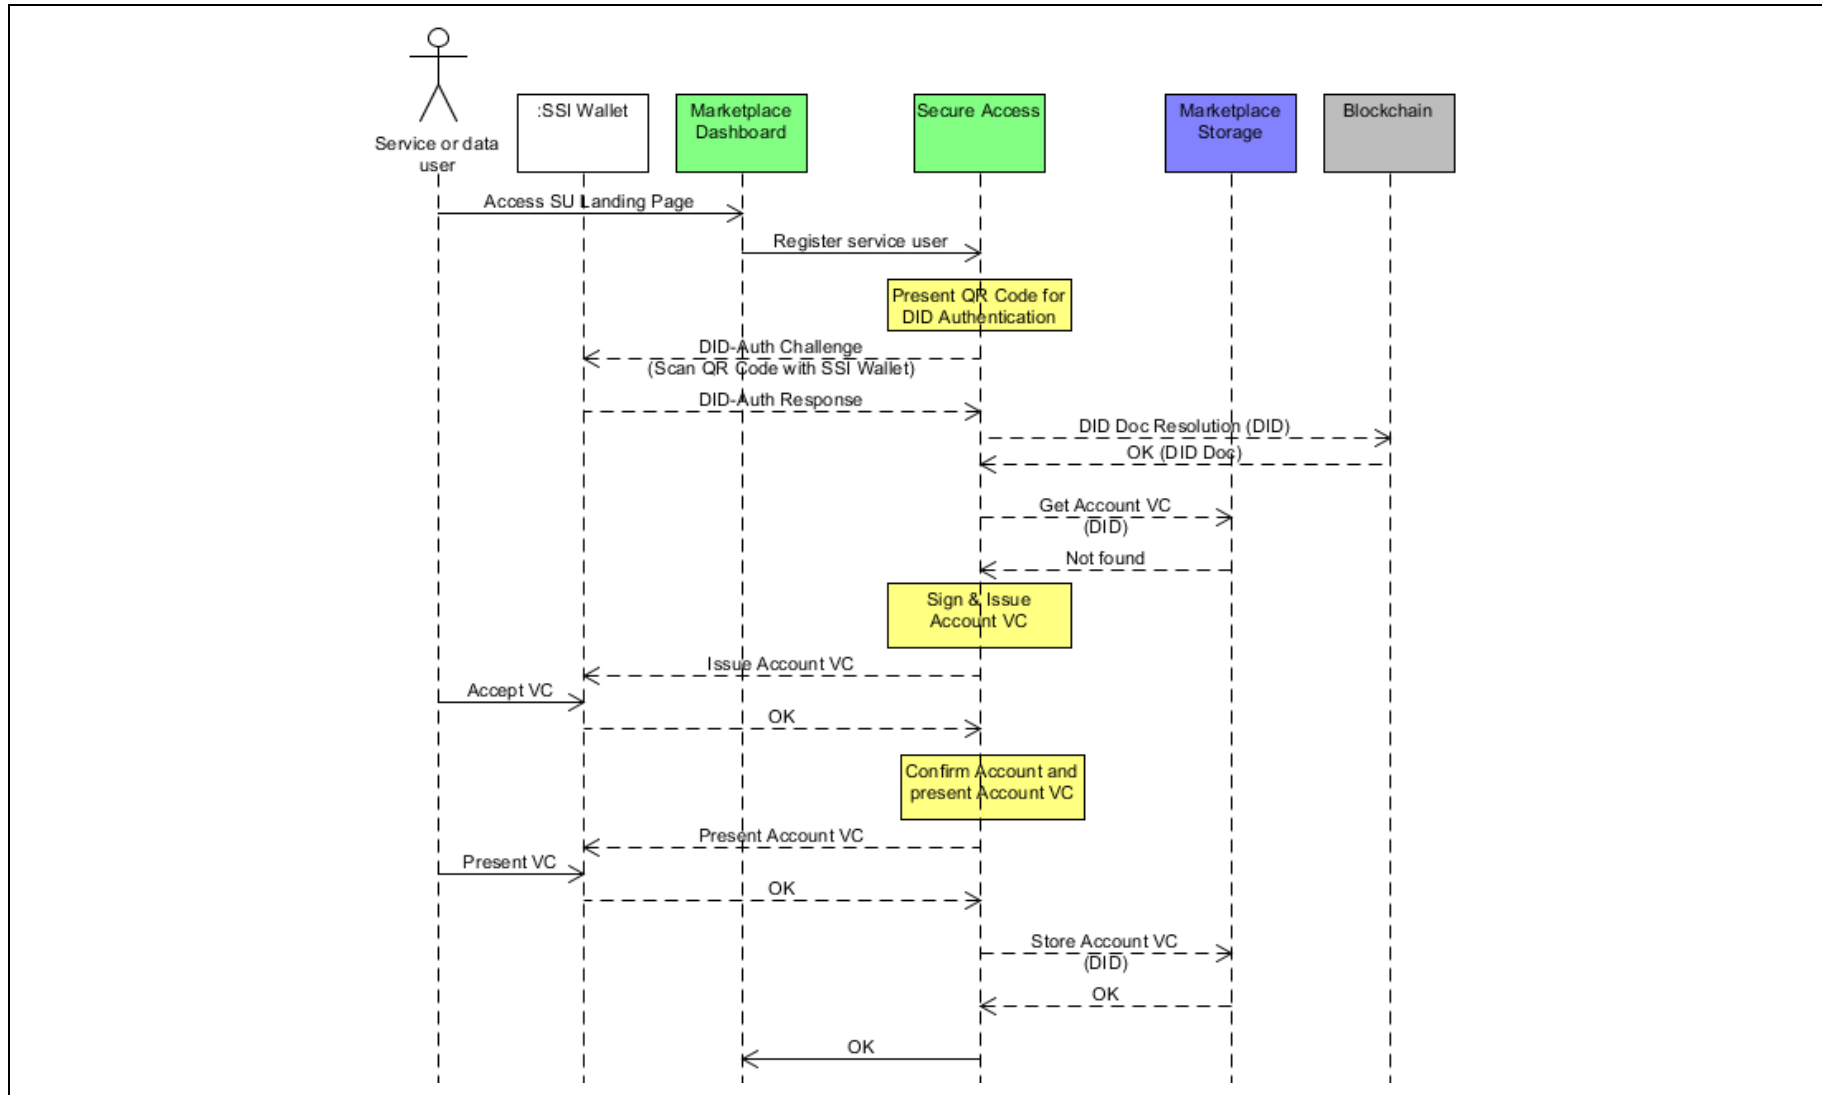 Service or data
user
:SSI Wallet
Marketplace
Dashboard
Secure Access
Marketplace
Storage
Blockchain
Access SU Landing Page
Register service user
Present QR Code for
DID Authentication
DID-Auth Challenge
(Scan QR Code with SSI Wallet)
DID-Auth Response
DID Doc Resolution (DID)
OK (DID Doc)
Get Account VC
(DID)
Not found
Sign & Issue
Account VC
Issue Account VC
Accept VC
OK
Confirm Account and
present Account VC
Present Account VC
Present VC
OK
Store Account VC
(DID)
OK
OK